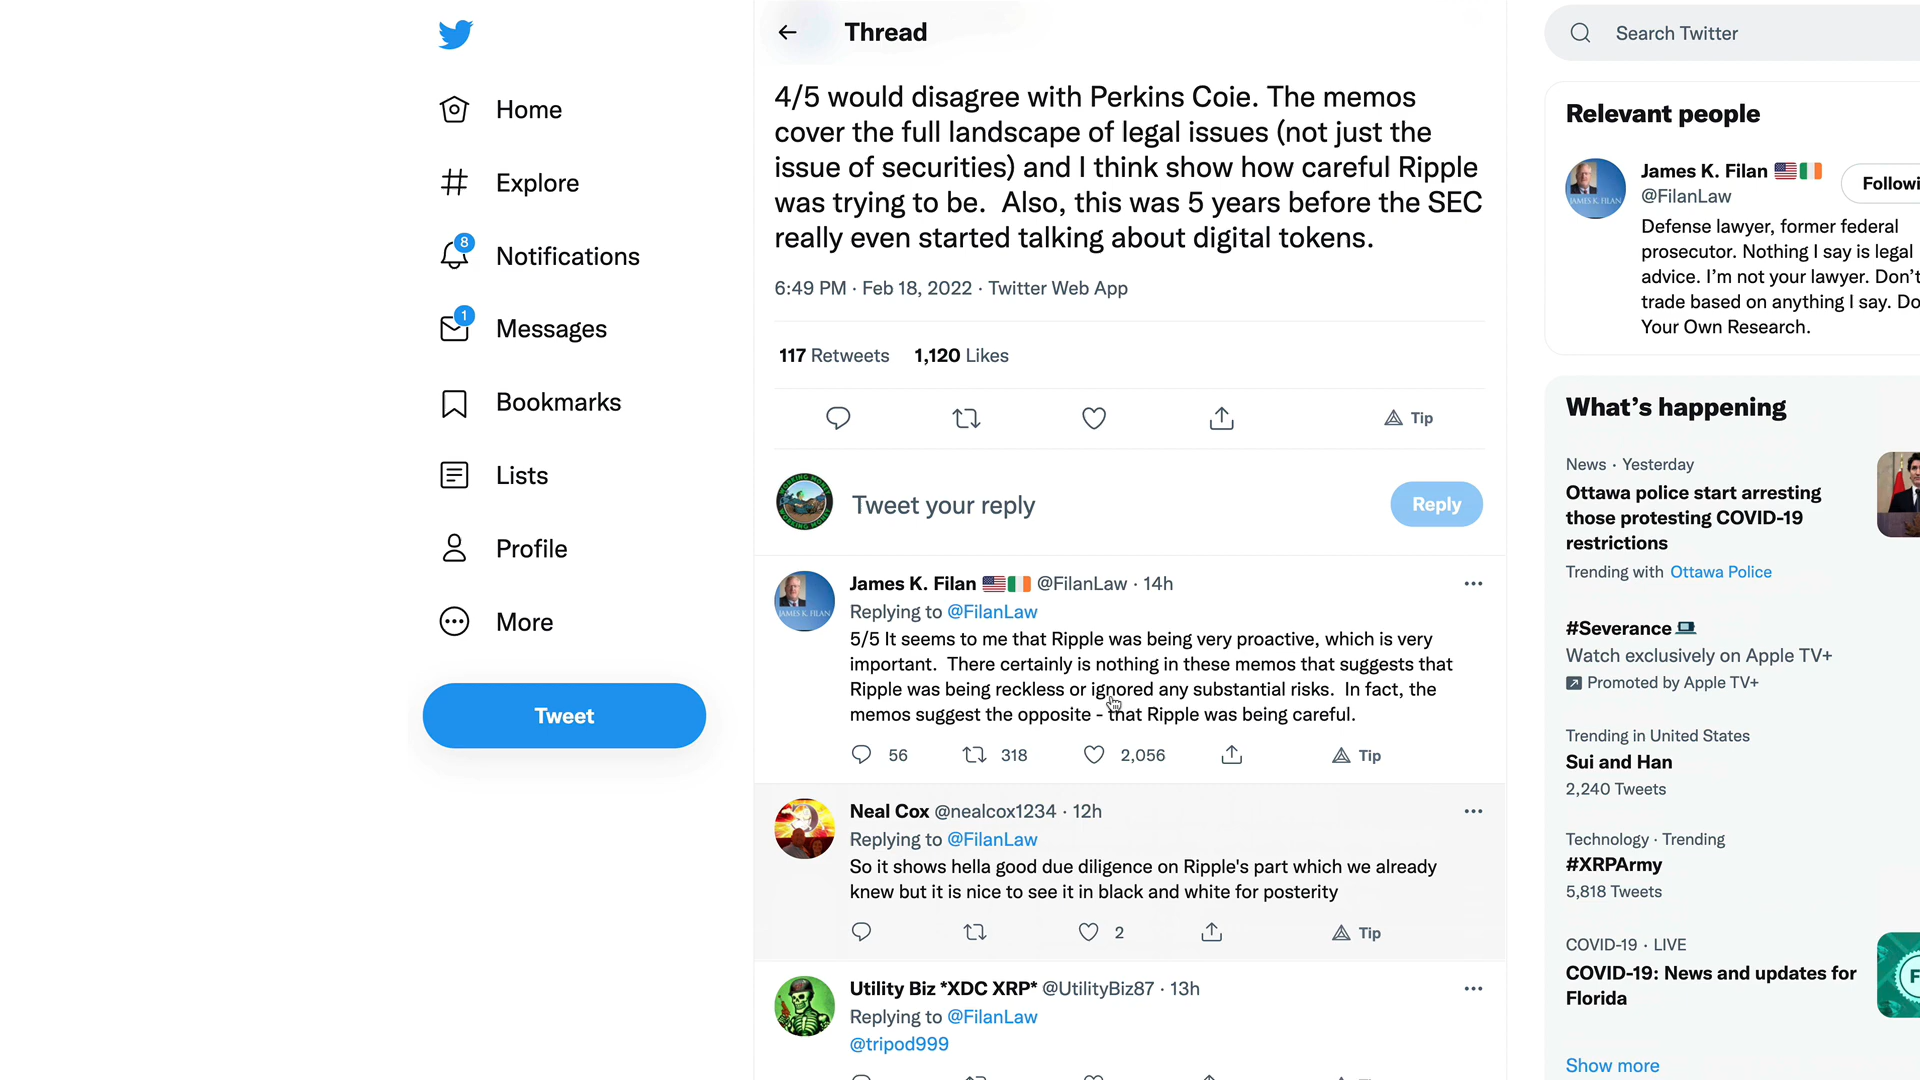 Home
Explore
8
Notifications
1
Messages
Bookmarks
Lists
Profile
More
Tweet
Thread
4/5 would disagree with Perkins Coie. The memos
cover the full landscape of legal issues (not just the
issue of securities) and I think show how careful Ripple
was trying to be.  Also, this was 5 years before the SEC
really even started talking about digital tokens.
6:49 PM · Feb 18, 2022 · Twitter Web App
117 Retweets 1,120 Likes
Tip
Tweet your reply
Reply
James K. Filan @FilanLaw · 14h
Replying to @FilanLaw
5/5 It seems to me that Ripple was being very proactive, which is very
important.  There certainly is nothing in these memos that suggests that
Ripple was being reckless or ignored any substantial risks.  In fact, the
memos suggest the opposite - that Ripple was being careful.
56 318 2,056 Tip
Neal Cox @nealcox1234 · 12h
Replying to @FilanLaw
So it shows hella good due diligence on Ripple's part which we already
knew but it is nice to see it in black and white for posterity
2 Tip
Utility Biz *XDC XRP* @UtilityBiz87 · 13h
Replying to @FilanLaw
@tripod999
Search Twitter
Relevant people
James K. Filan
@FilanLaw
Followi
Defense lawyer, former federal
prosecutor. Nothing I say is legal
advice. I'm not your lawyer. Don't
trade based on anything I say. Do
Your Own Research.
JAMES K. FILAN
What's happening
News · Yesterday
Ottawa police start arresting
those protesting COVID-19
restrictions
Trending with Ottawa Police
#Severance
Watch exclusively on Apple TV+
Promoted by Apple TV+
Trending in United States
Sui and Han
2,240 Tweets
Technology · Trending
#XRPArmy
5,818 Tweets
COVID-19 · LIVE
COVID-19: News and updates for
Florida
Show more